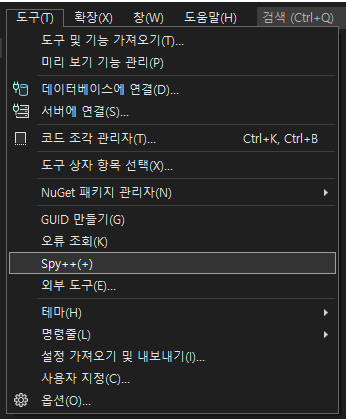 도구(T) 확장(X) 창(W) 도움말(H) 검색 (Ctrl+Q)
도구 및 기능 가져오기(T)...
미리 보기 기능 관리(P)
데이터베이스에 연결(D)...
서버에 연결(S)...
코드 조각 관리자(T)... Ctrl+K, Ctrl+B
도구 상자 항목 선택(X)...
NuGet 패키지 관리자(N)
GUID 만들기(G)
오류 조회(K)
Spy++(+)
외부 도구(E)...
테마(H)
명령줄(L)
설정 가져오기 및 내보내기(I)...
사용자 지정(C)...
옵션(O)...